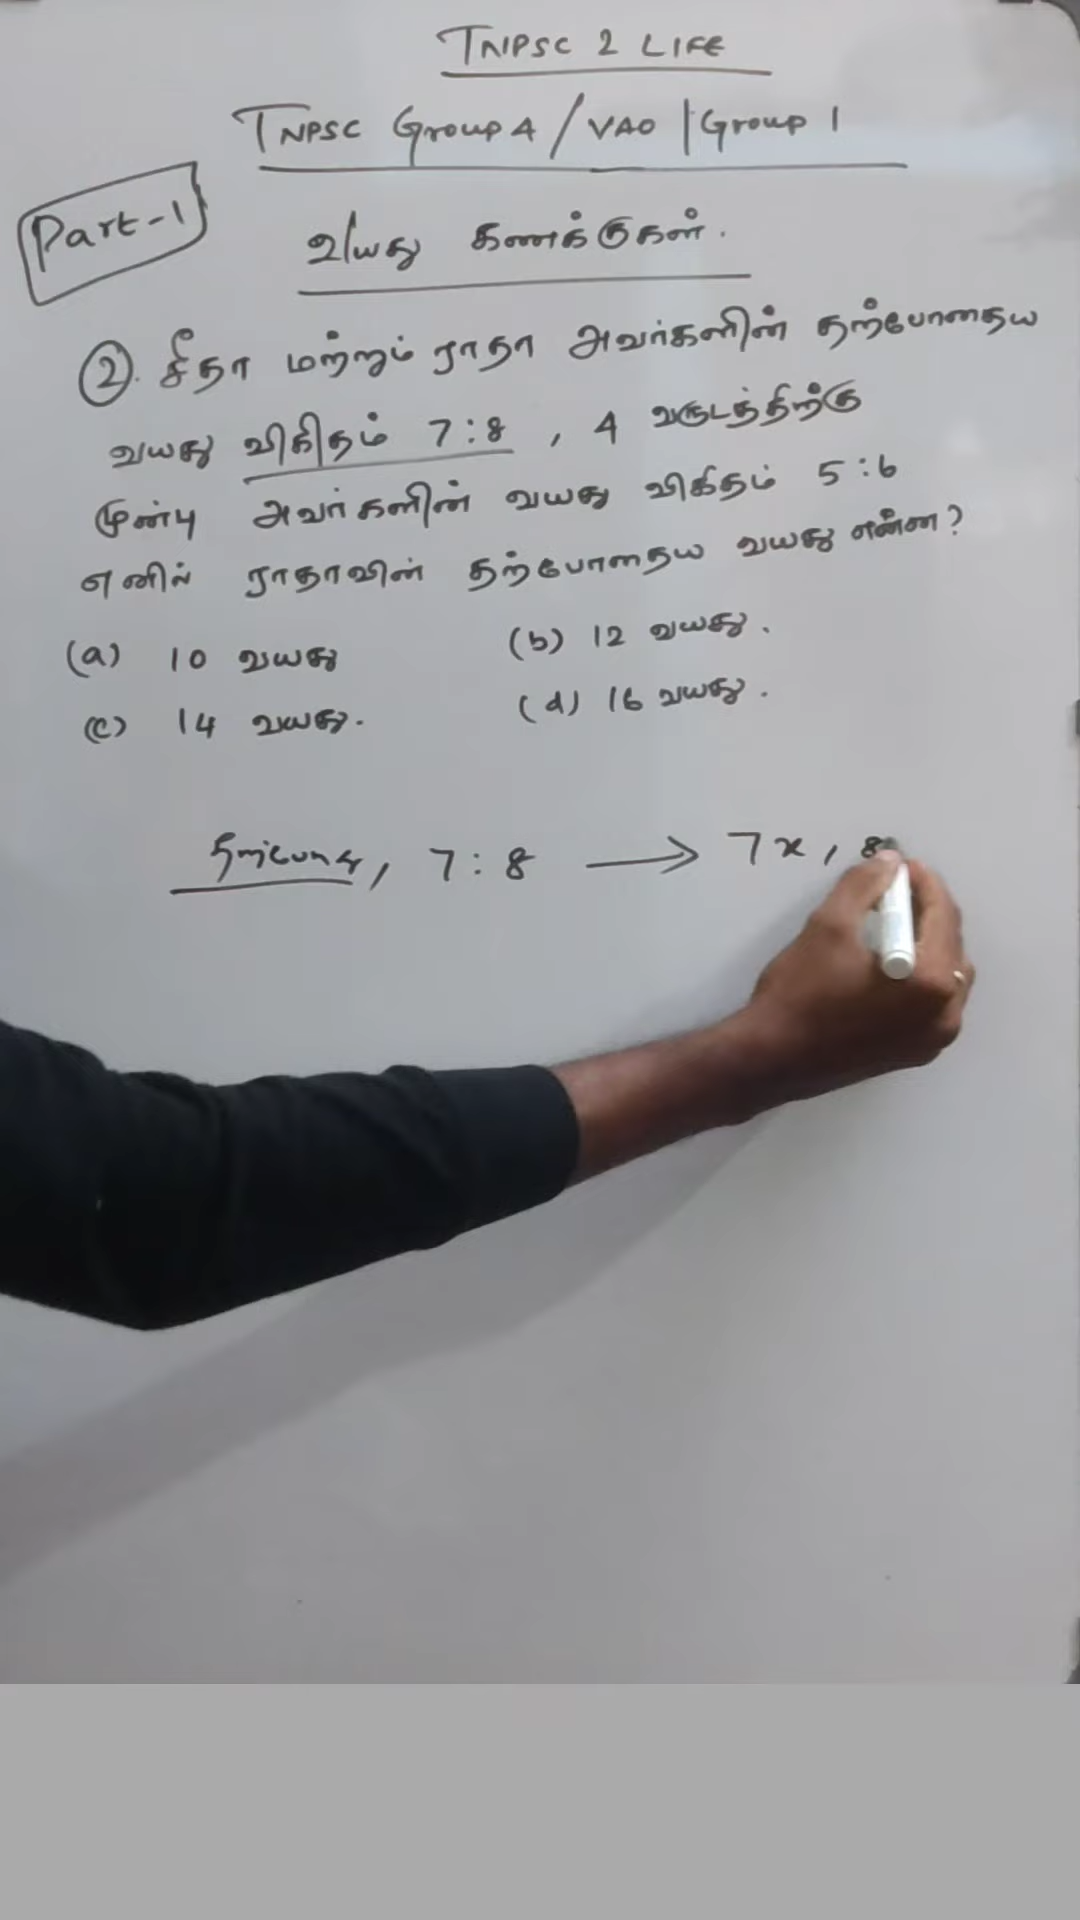 TNPSC 2 LIFE
TNPSC Group 4 / VAO | Group 1
Part-1
வயது கணக்குகள்.
2. சீதா மற்றும் ராதா அவர்களின் தற்போதைய
வயது விகிதம் 7:8 , 4 வருடத்திற்கு
முன்பு அவர்களின் வயது விகிதம் 5:6
எனில் ராதாவின் தற்போதைய வயது என்ன?
(a) 10 வயது (b) 12 வயது.
(c) 14 வயது. (d) 16 வயது.
தற்போது, 7:8 → 7x, 8